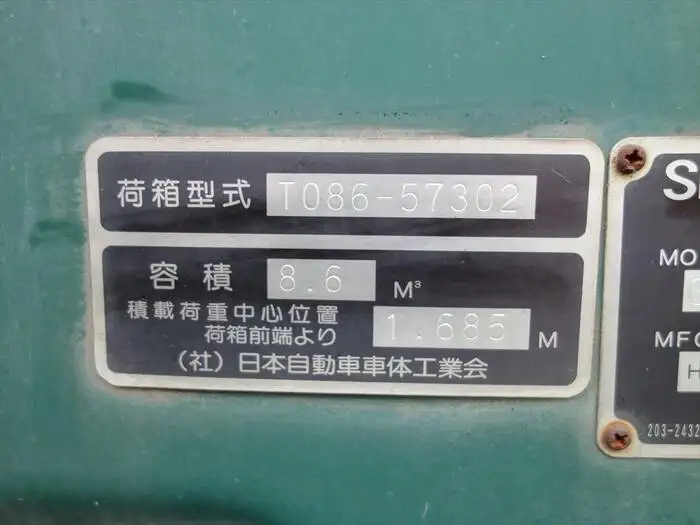 荷箱型式 T086-57302
容積 8.6 M³
積載荷重中心位置
荷箱前端より 1.685 M
(社)日本自動車車体工業会
S
MO
MFG
H
203-2432